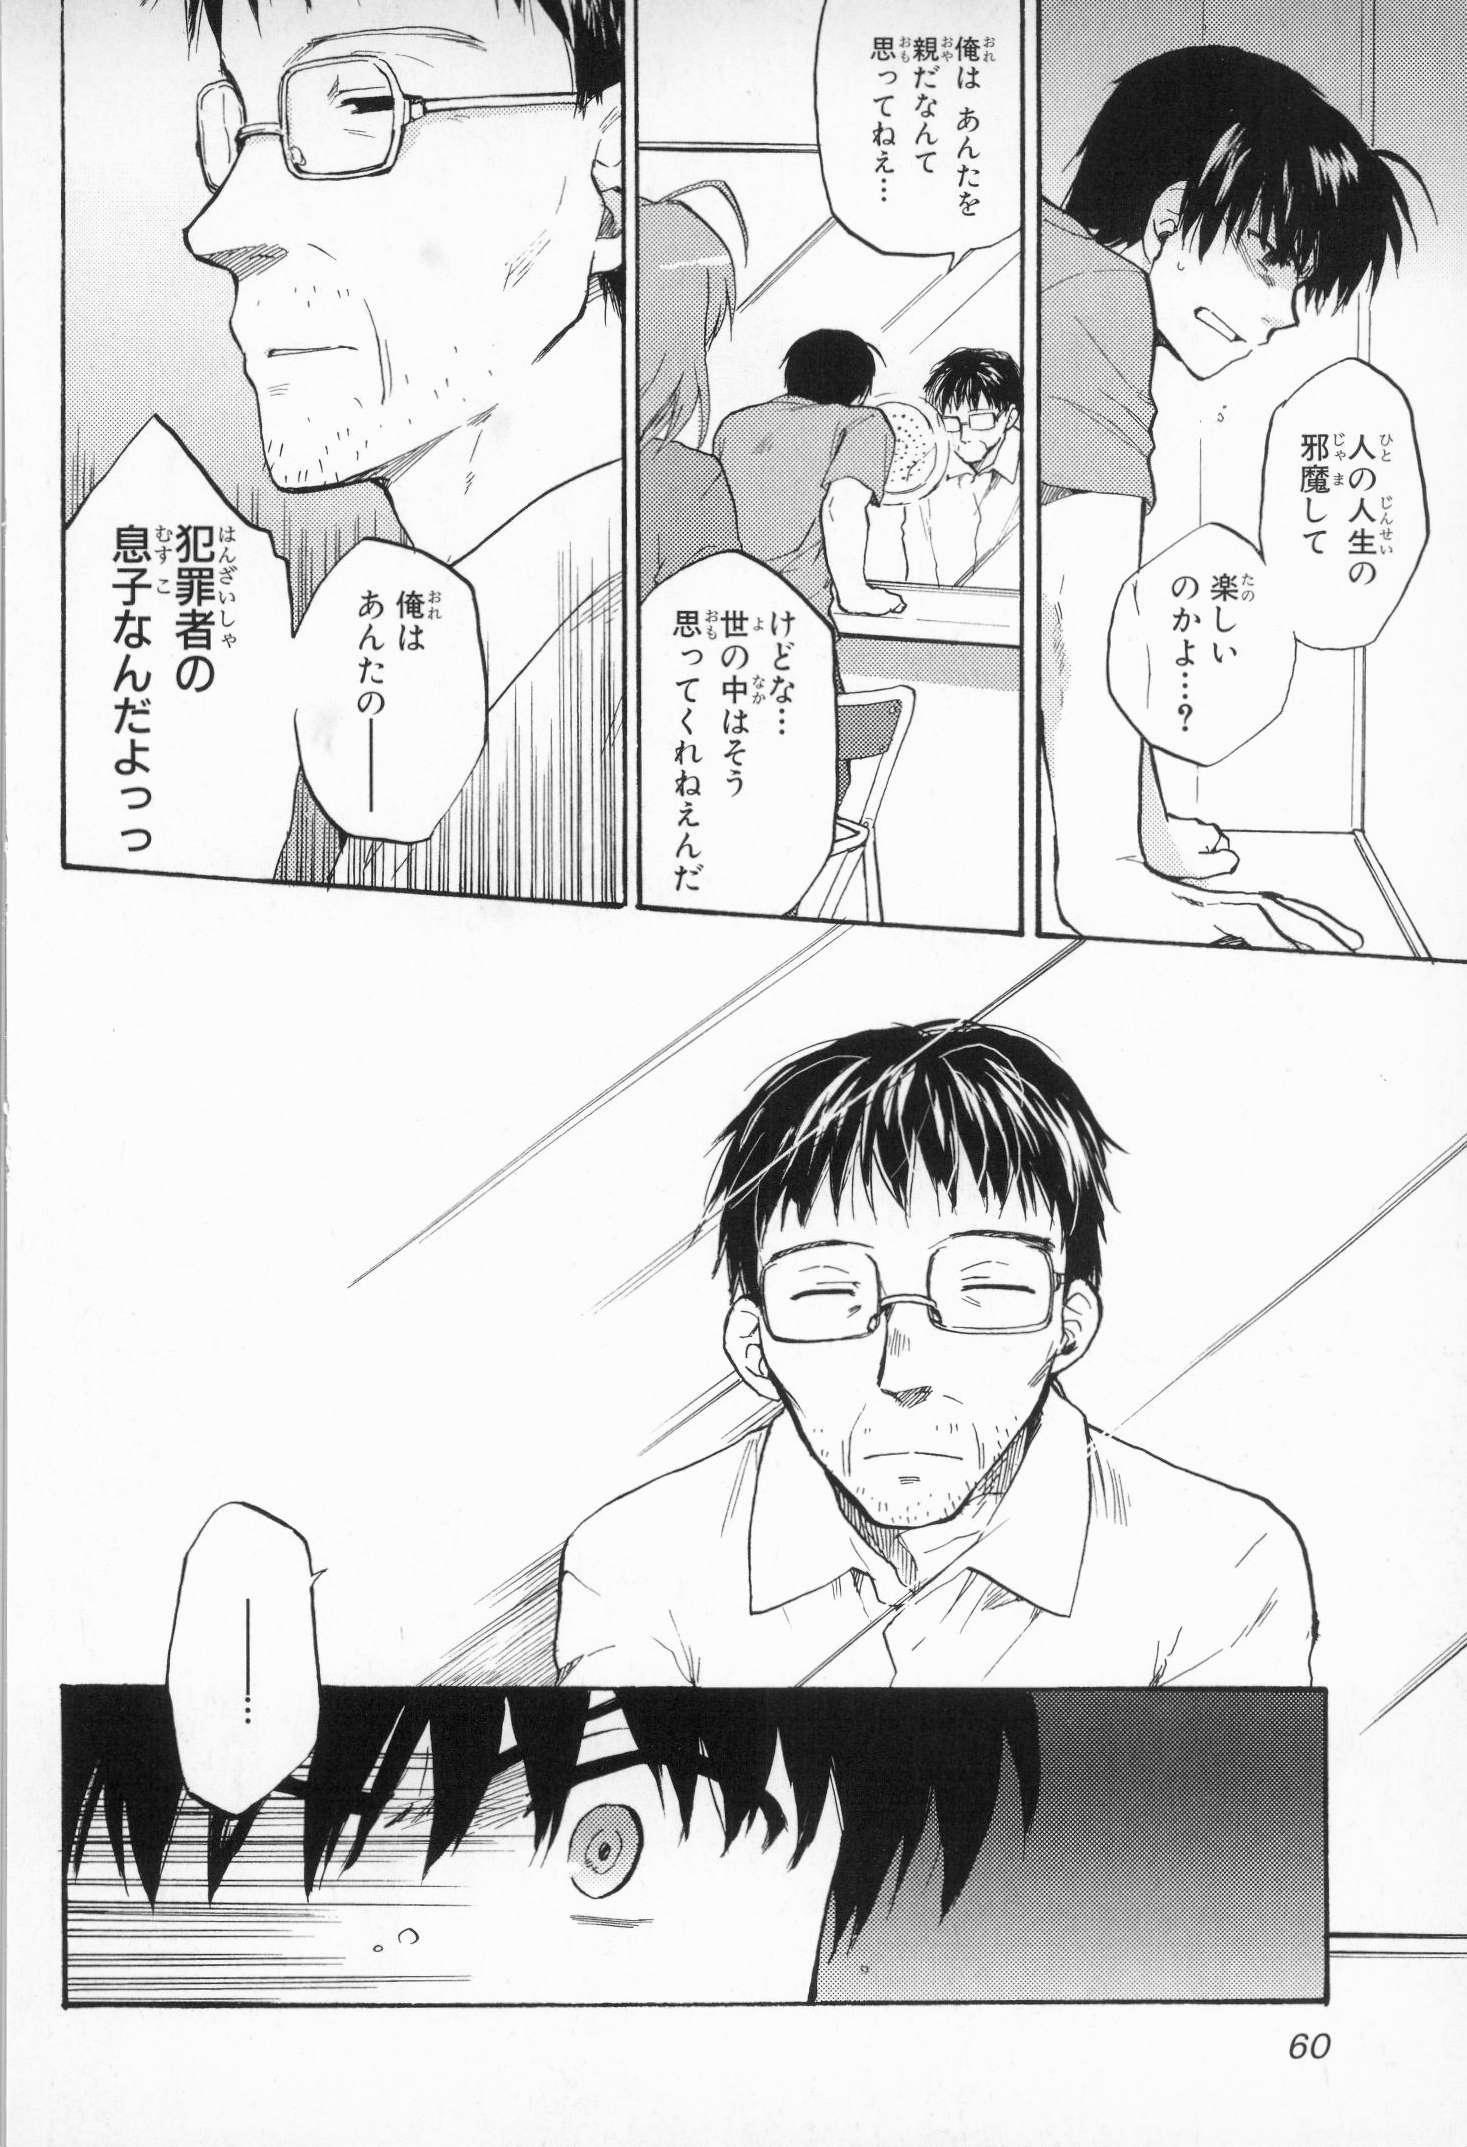 人の人生の
邪魔して
楽しい
のかよ…?
俺は あんたを
親だなんて
思ってねえ…
けどな…
世の中はそう
思ってくれねえんだ
俺は
あんたの――
犯罪者の
息子なんだよっっ
――…
60